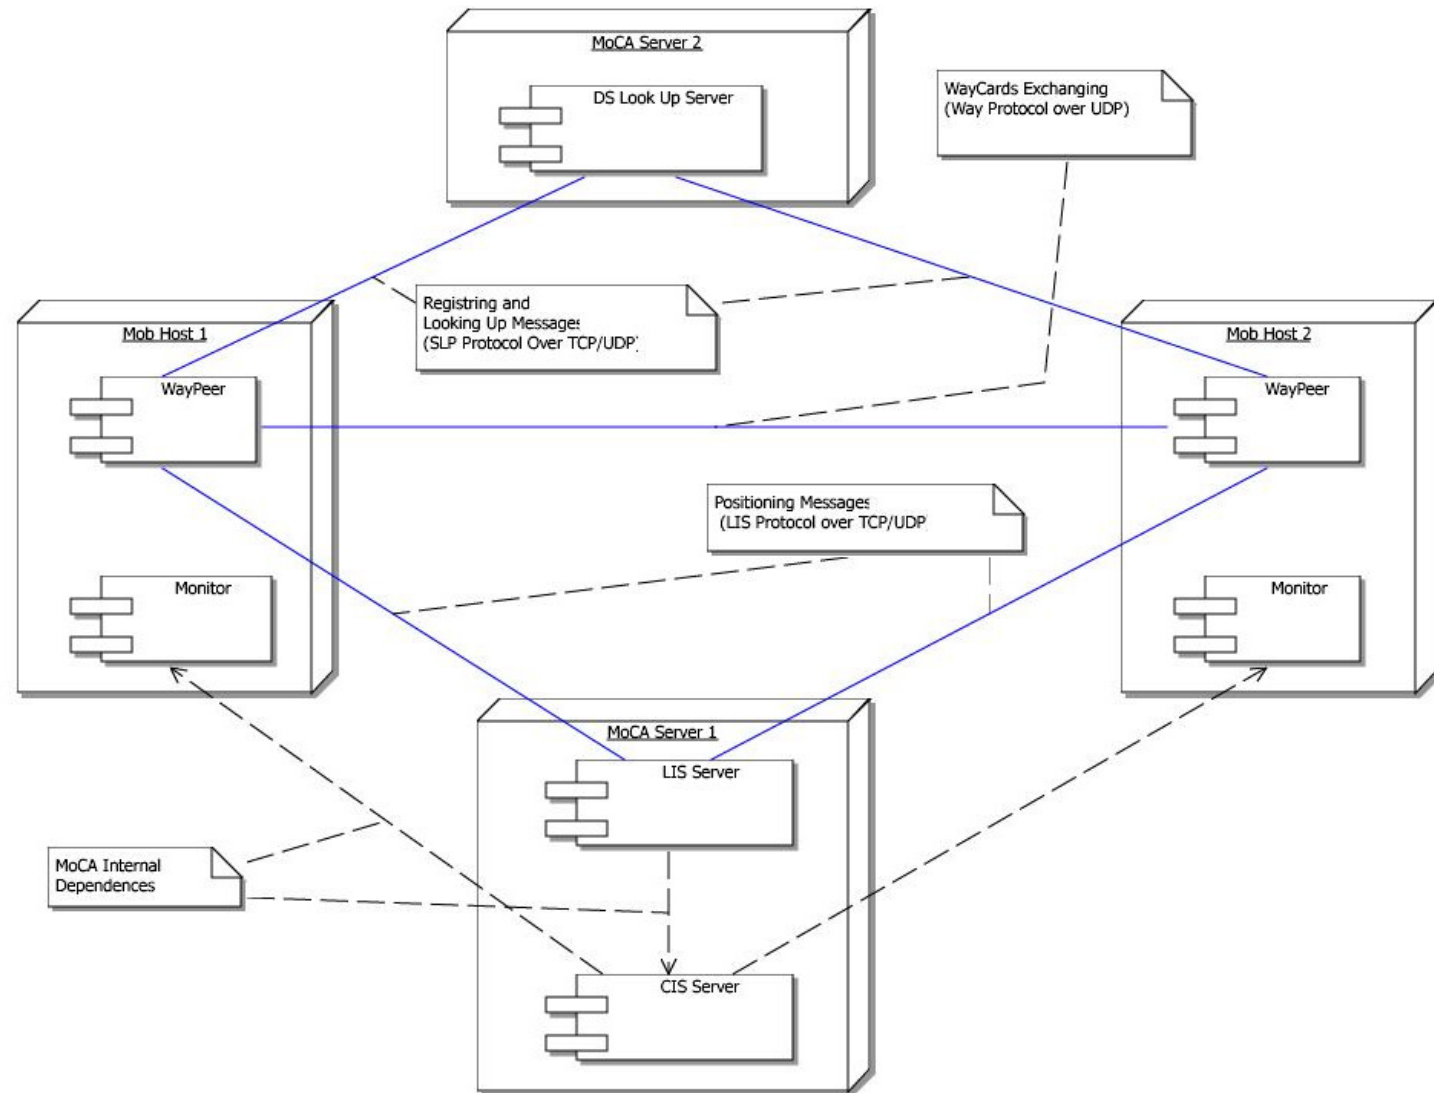 MoCA Server 2
DS Look Up Server
WayCards Exchanging
(Way Protocol over UDP)
Registring and
Looking Up Messages
(SLP Protocol Over TCP/UDP)
Mob Host 1
WayPeer
Mob Host 2
WayPeer
Positioning Messages
(LIS Protocol over TCP/UDP
Monitor
Monitor
MoCA Server 1
LIS Server
MoCA Internal
Dependences
CIS Server